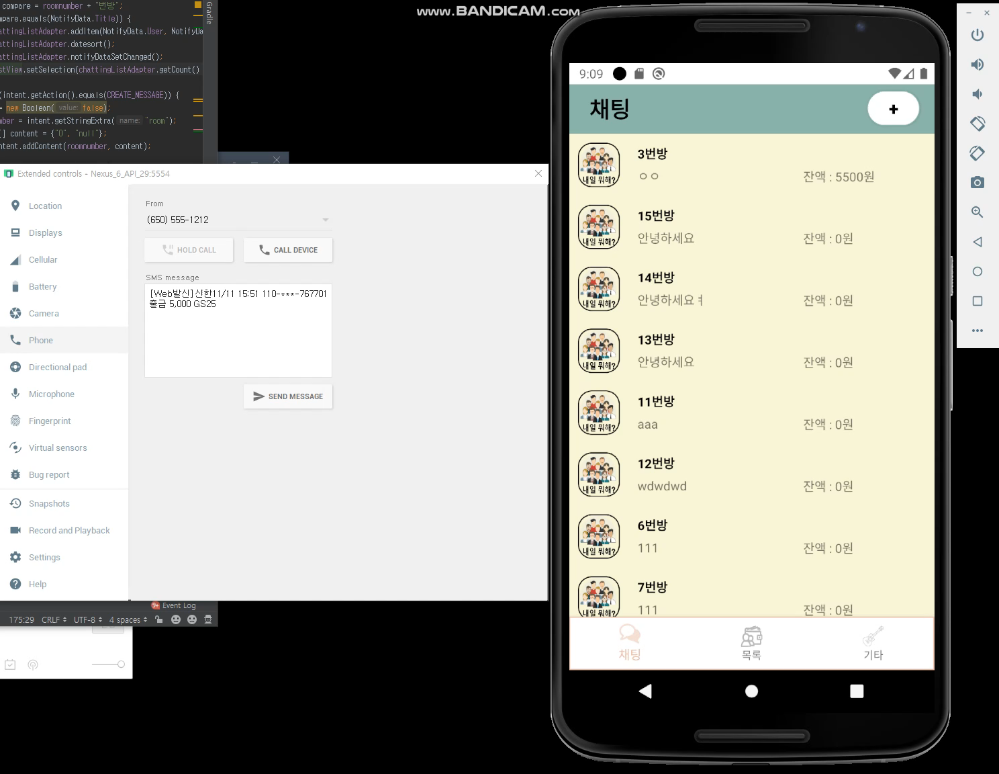 compare = roomnumber + "번방";
mpare.equals(NotifyData.Title)) {
attingListAdapter.addItem(NotifyData.User, NotifyDa
attingListAdapter.datesort();
attingListAdapter.notifyDataSetChanged();
stView.setSelection(chattingListAdapter.getCount()
(intent.getAction().equals(CREATE_MESSAGE)) {
= new Boolean( value: false);
mber = intent.getStringExtra( name: "room");
[] content = {"0", "null"};
ntent.addContent(roomnumber, content);
Gradle
www.BANDICAM.com
Extended controls - Nexus_6_API_29:5554
Location
Displays
Cellular
Battery
Camera
Phone
Directional pad
Microphone
Fingerprint
Virtual sensors
Bug report
Snapshots
Record and Playback
Settings
Help
From
(650) 555-1212
HOLD CALL
CALL DEVICE
SMS message
[Web발신]신한11/11 15:51 110-***-767701
출금 5,000 GS25
SEND MESSAGE
9+ Event Log
175:29 CRLF UTF-8 4 spaces
9:09
채팅
+
3번방
ㅇㅇ 잔액 : 5500원
내일 뭐해?
15번방
안녕하세요 잔액 : 0원
내일 뭐해?
14번방
안녕하세요ㅕ 잔액 : 0원
내일 뭐해?
13번방
안녕하세요 잔액 : 0원
내일 뭐해?
11번방
aaa 잔액 : 0원
내일 뭐해?
12번방
wdwdwd 잔액 : 0원
내일 뭐해?
6번방
111 잔액 : 0원
내일 뭐해?
7번방
111 잔액 : 0원
내일 뭐해?
채팅
목록
기타